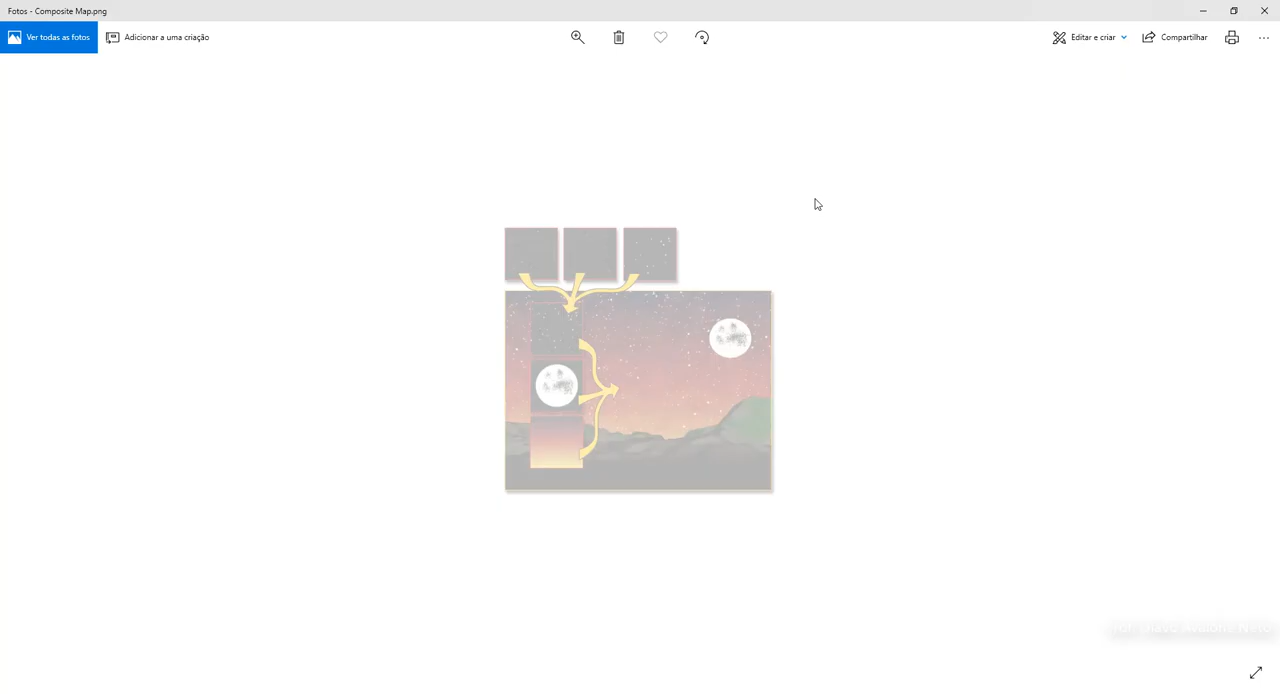 Fotos - Composite Map.png
Ver todas as fotos
Adicionar a uma criação
Editar e criar
Compartilhar